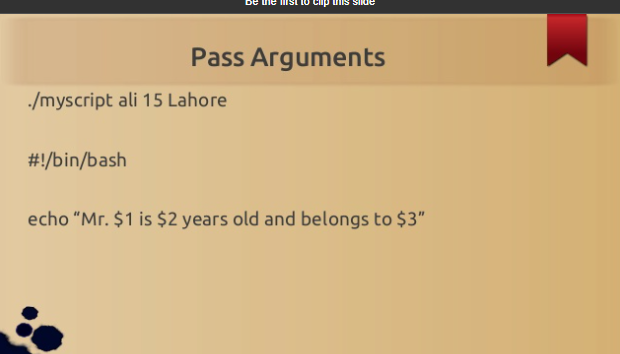 Be the first to clip this slide
Pass Arguments
./myscript ali 15 Lahore
#!/bin/bash
echo “Mr. $1 is $2 years old and belongs to $3”